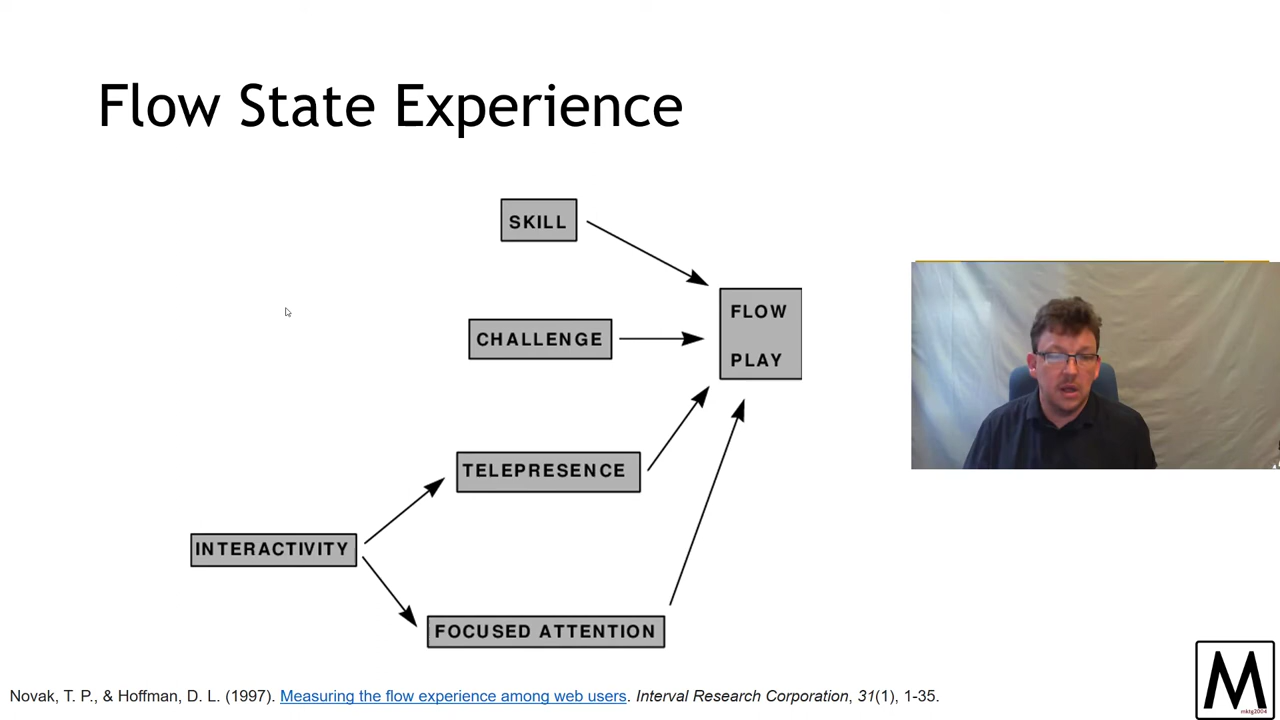 Flow State Experience
SKILL
FLOW
CHALLENGE
PLAY
TELEPRESENCE
INTERACTIVITY
FOCUSED ATTENTION
Novak, T. P., & Hoffman, D. L. (1997). Measuring the flow experience among web users. Interval Research Corporation, 31(1), 1-35.
M
mktg2004